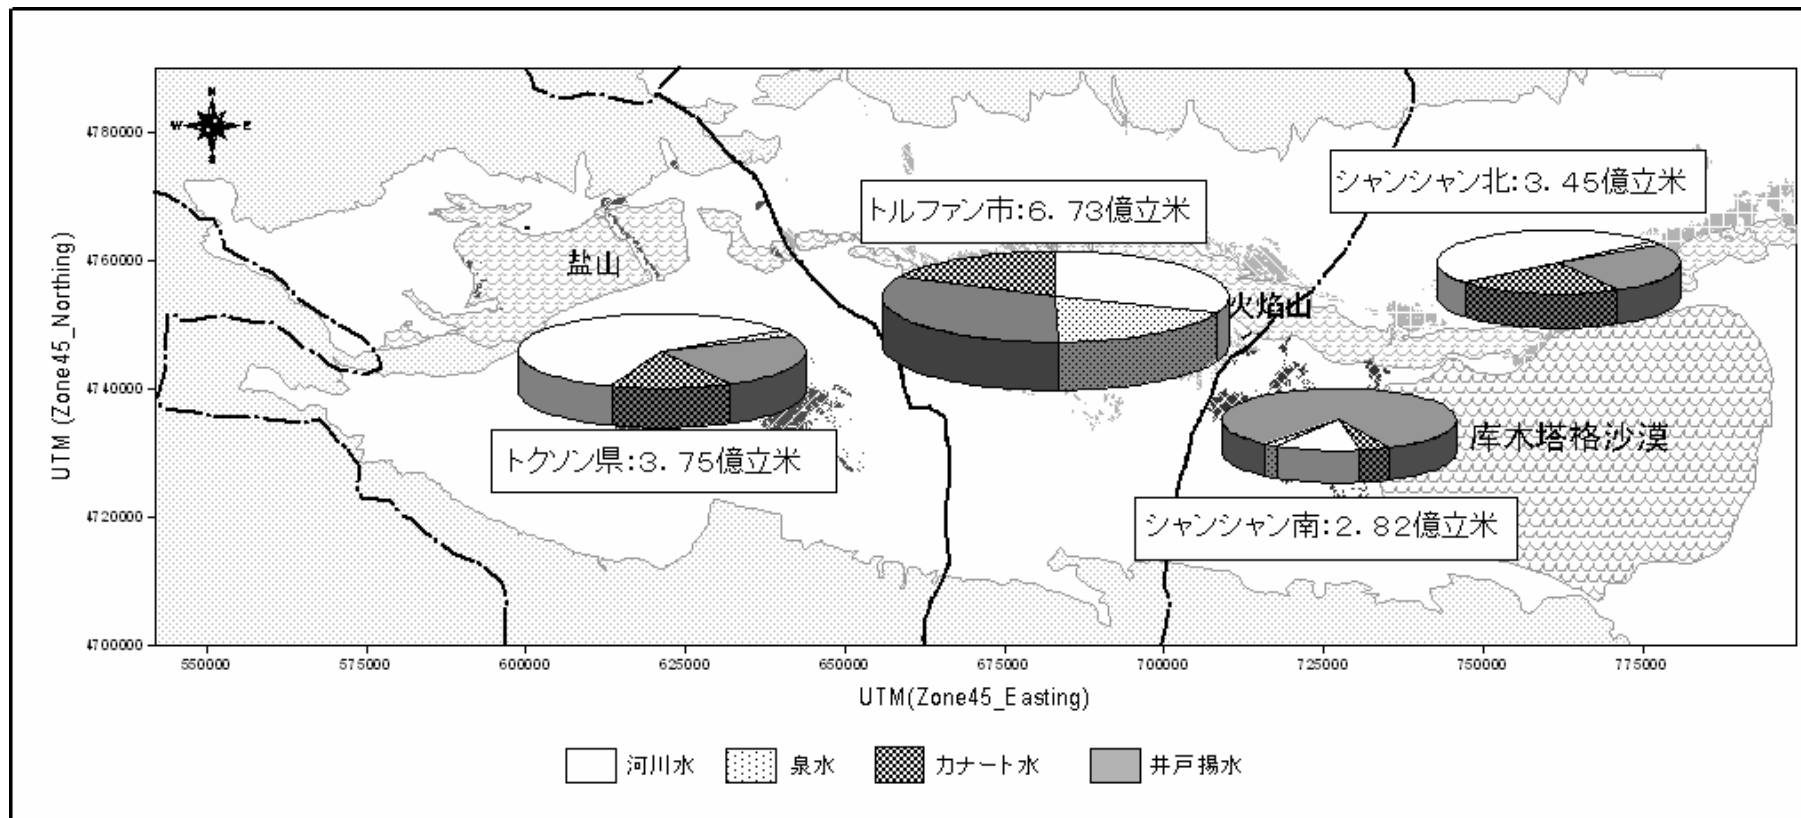 N
W E
S
シャンシャン北:3.45億立米
トルファン市:6.73億立米
盐山
火焰山
トクソン県:3.75億立米
库木塔格沙漠
シャンシャン南:2.82億立米
UTM (Zone45_Northing)
4780000
4760000
4740000
4720000
4700000
550000 575000 600000 625000 650000 675000 700000 725000 750000 775000
UTM(Zone45_Easting)
河川水 泉水 カナート水 井戸揚水